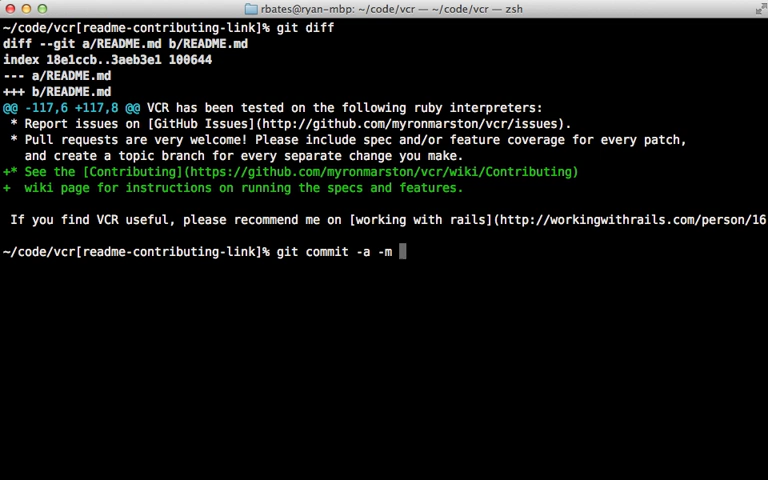 rbates@ryan-mbp: ~/code/vcr — ~/code/vcr — zsh
~/code/vcr[readme-contributing-link]% git diff
diff --git a/README.md b/README.md
index 18e1ccb..3aeb3e1 100644
--- a/README.md
+++ b/README.md
@@ -117,6 +117,8 @@ VCR has been tested on the following ruby interpreters:
 * Report issues on [GitHub Issues](http://github.com/myronmarston/vcr/issues).
 * Pull requests are very welcome! Please include spec and/or feature coverage for every patch,
   and create a topic branch for every separate change you make.
+* See the [Contributing](https://github.com/myronmarston/vcr/wiki/Contributing)
+  wiki page for instructions on running the specs and features.
 If you find VCR useful, please recommend me on [working with rails](http://workingwithrails.com/person/16
~/code/vcr[readme-contributing-link]% git commit -a -m